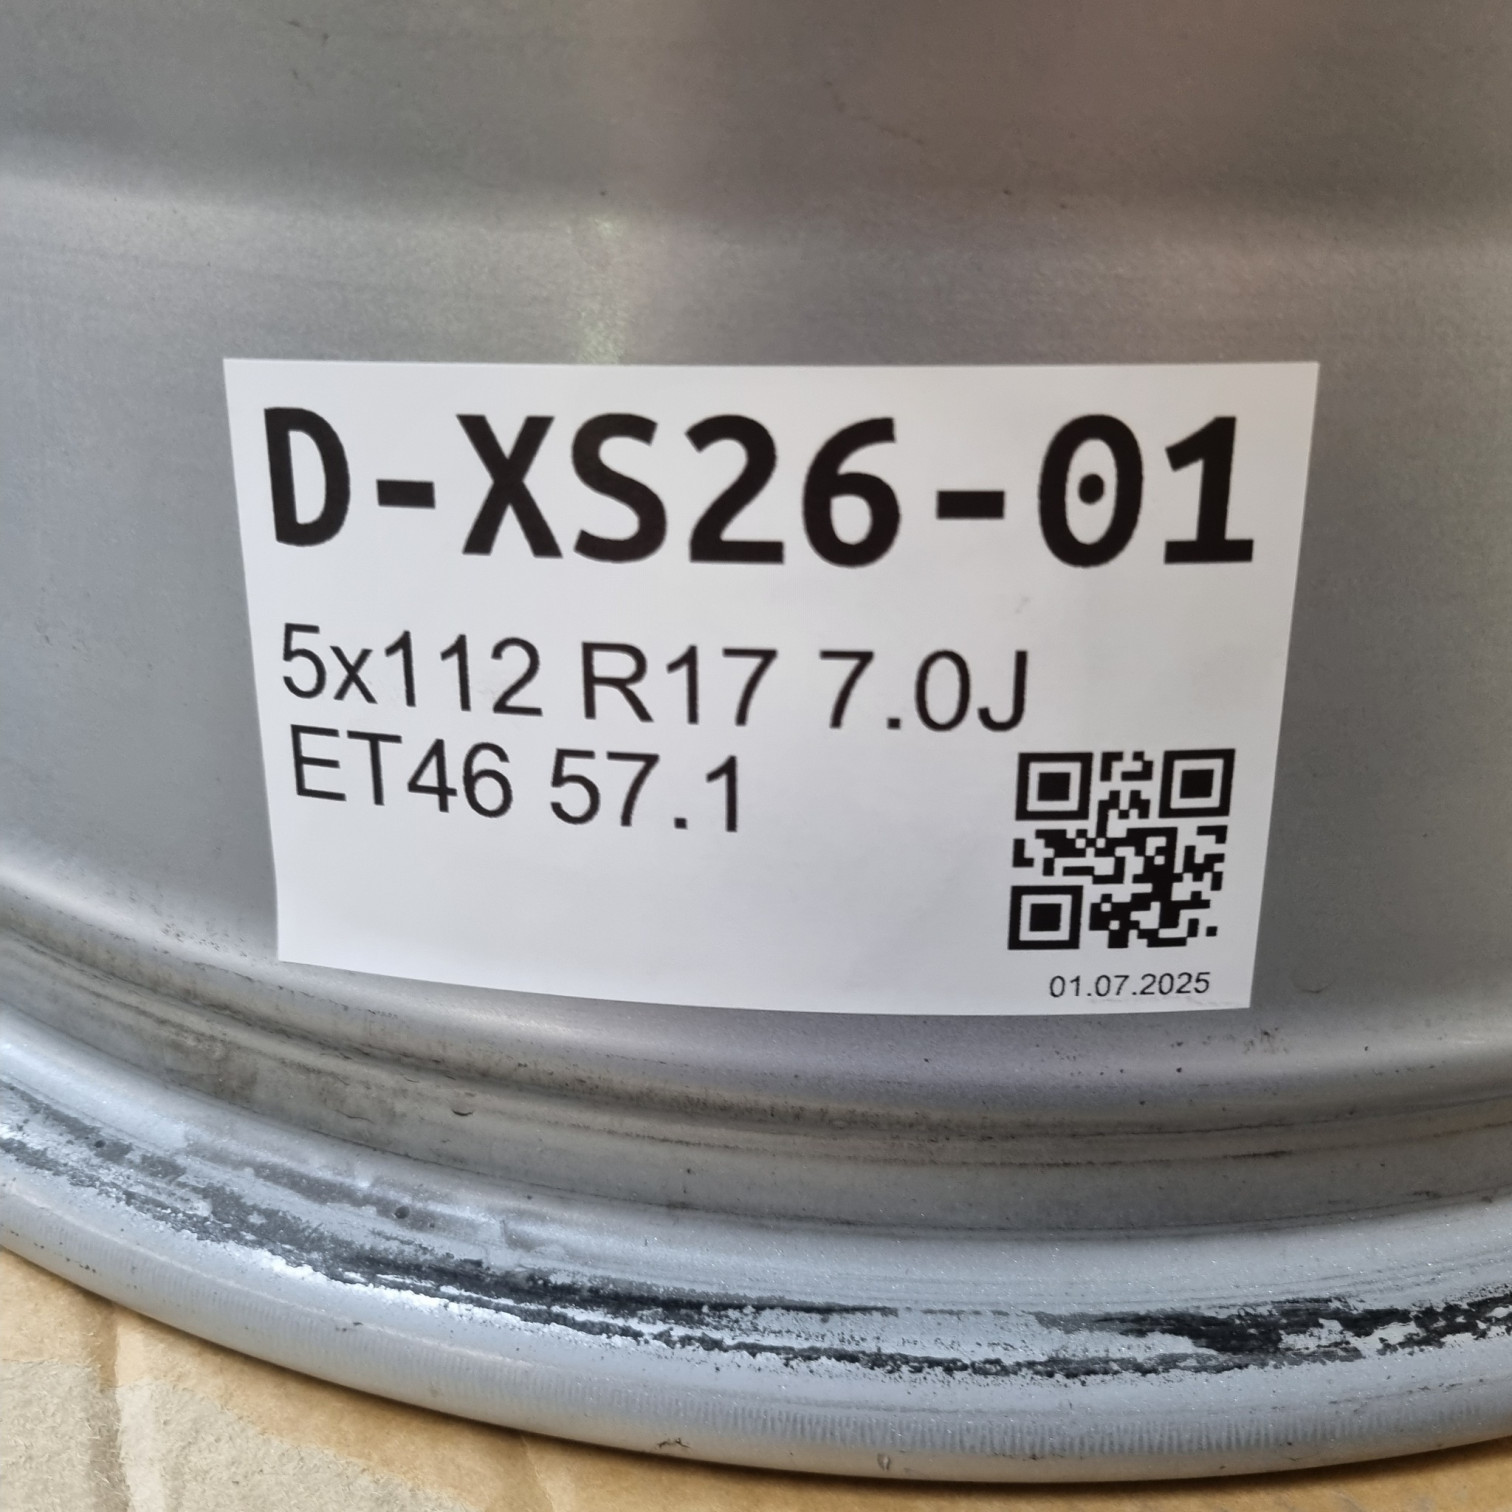 D-XS26-01
5x112 R17 7.0J
ET46 57.1
01.07.2025